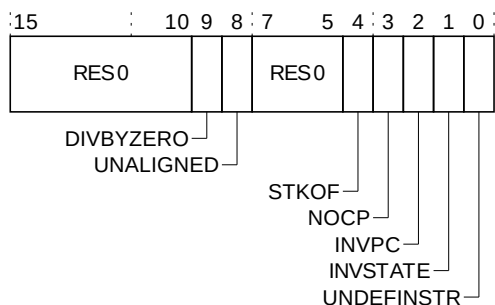 15 10 9 8 7 5 4 3 2 1 0
RES0 RES0
DIVBYZERO
UNALIGNED
STKOF
NOCP
INVPC
INVSTATE
UNDEFINSTR